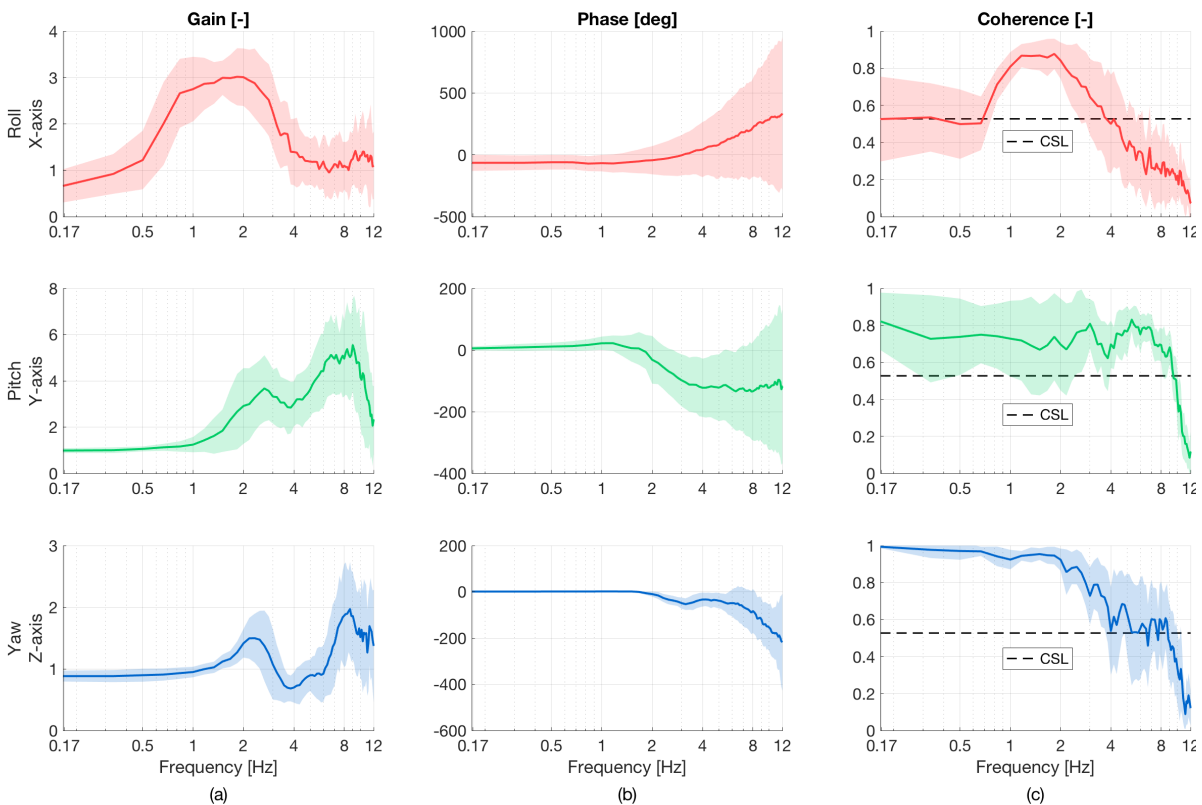 Gain [-]
Phase [deg]
Coherence [-]
Roll
X-axis
4
3
2
1
0
0.17 0.5 1 2 4 8 12
1000
500
0
-500
0.17 0.5 1 2 4 8 12
1
0.8
0.6
0.4
0.2
0
CSL
0.17 0.5 1 2 4 8 12
Pitch
Y-axis
8
6
4
2
0
0.17 0.5 1 2 4 8 12
200
0
-200
-400
0.17 0.5 1 2 4 8 12
1
0.8
0.6
0.4
0.2
0
CSL
0.17 0.5 1 2 4 8 12
Yaw
Z-axis
3
2
1
0
0.17 0.5 1 2 4 8 12
Frequency [Hz]
(a)
200
0
-200
-400
-600
0.17 0.5 1 2 4 8 12
Frequency [Hz]
(b)
1
0.8
0.6
0.4
0.2
0
CSL
0.17 0.5 1 2 4 8 12
Frequency [Hz]
(c)